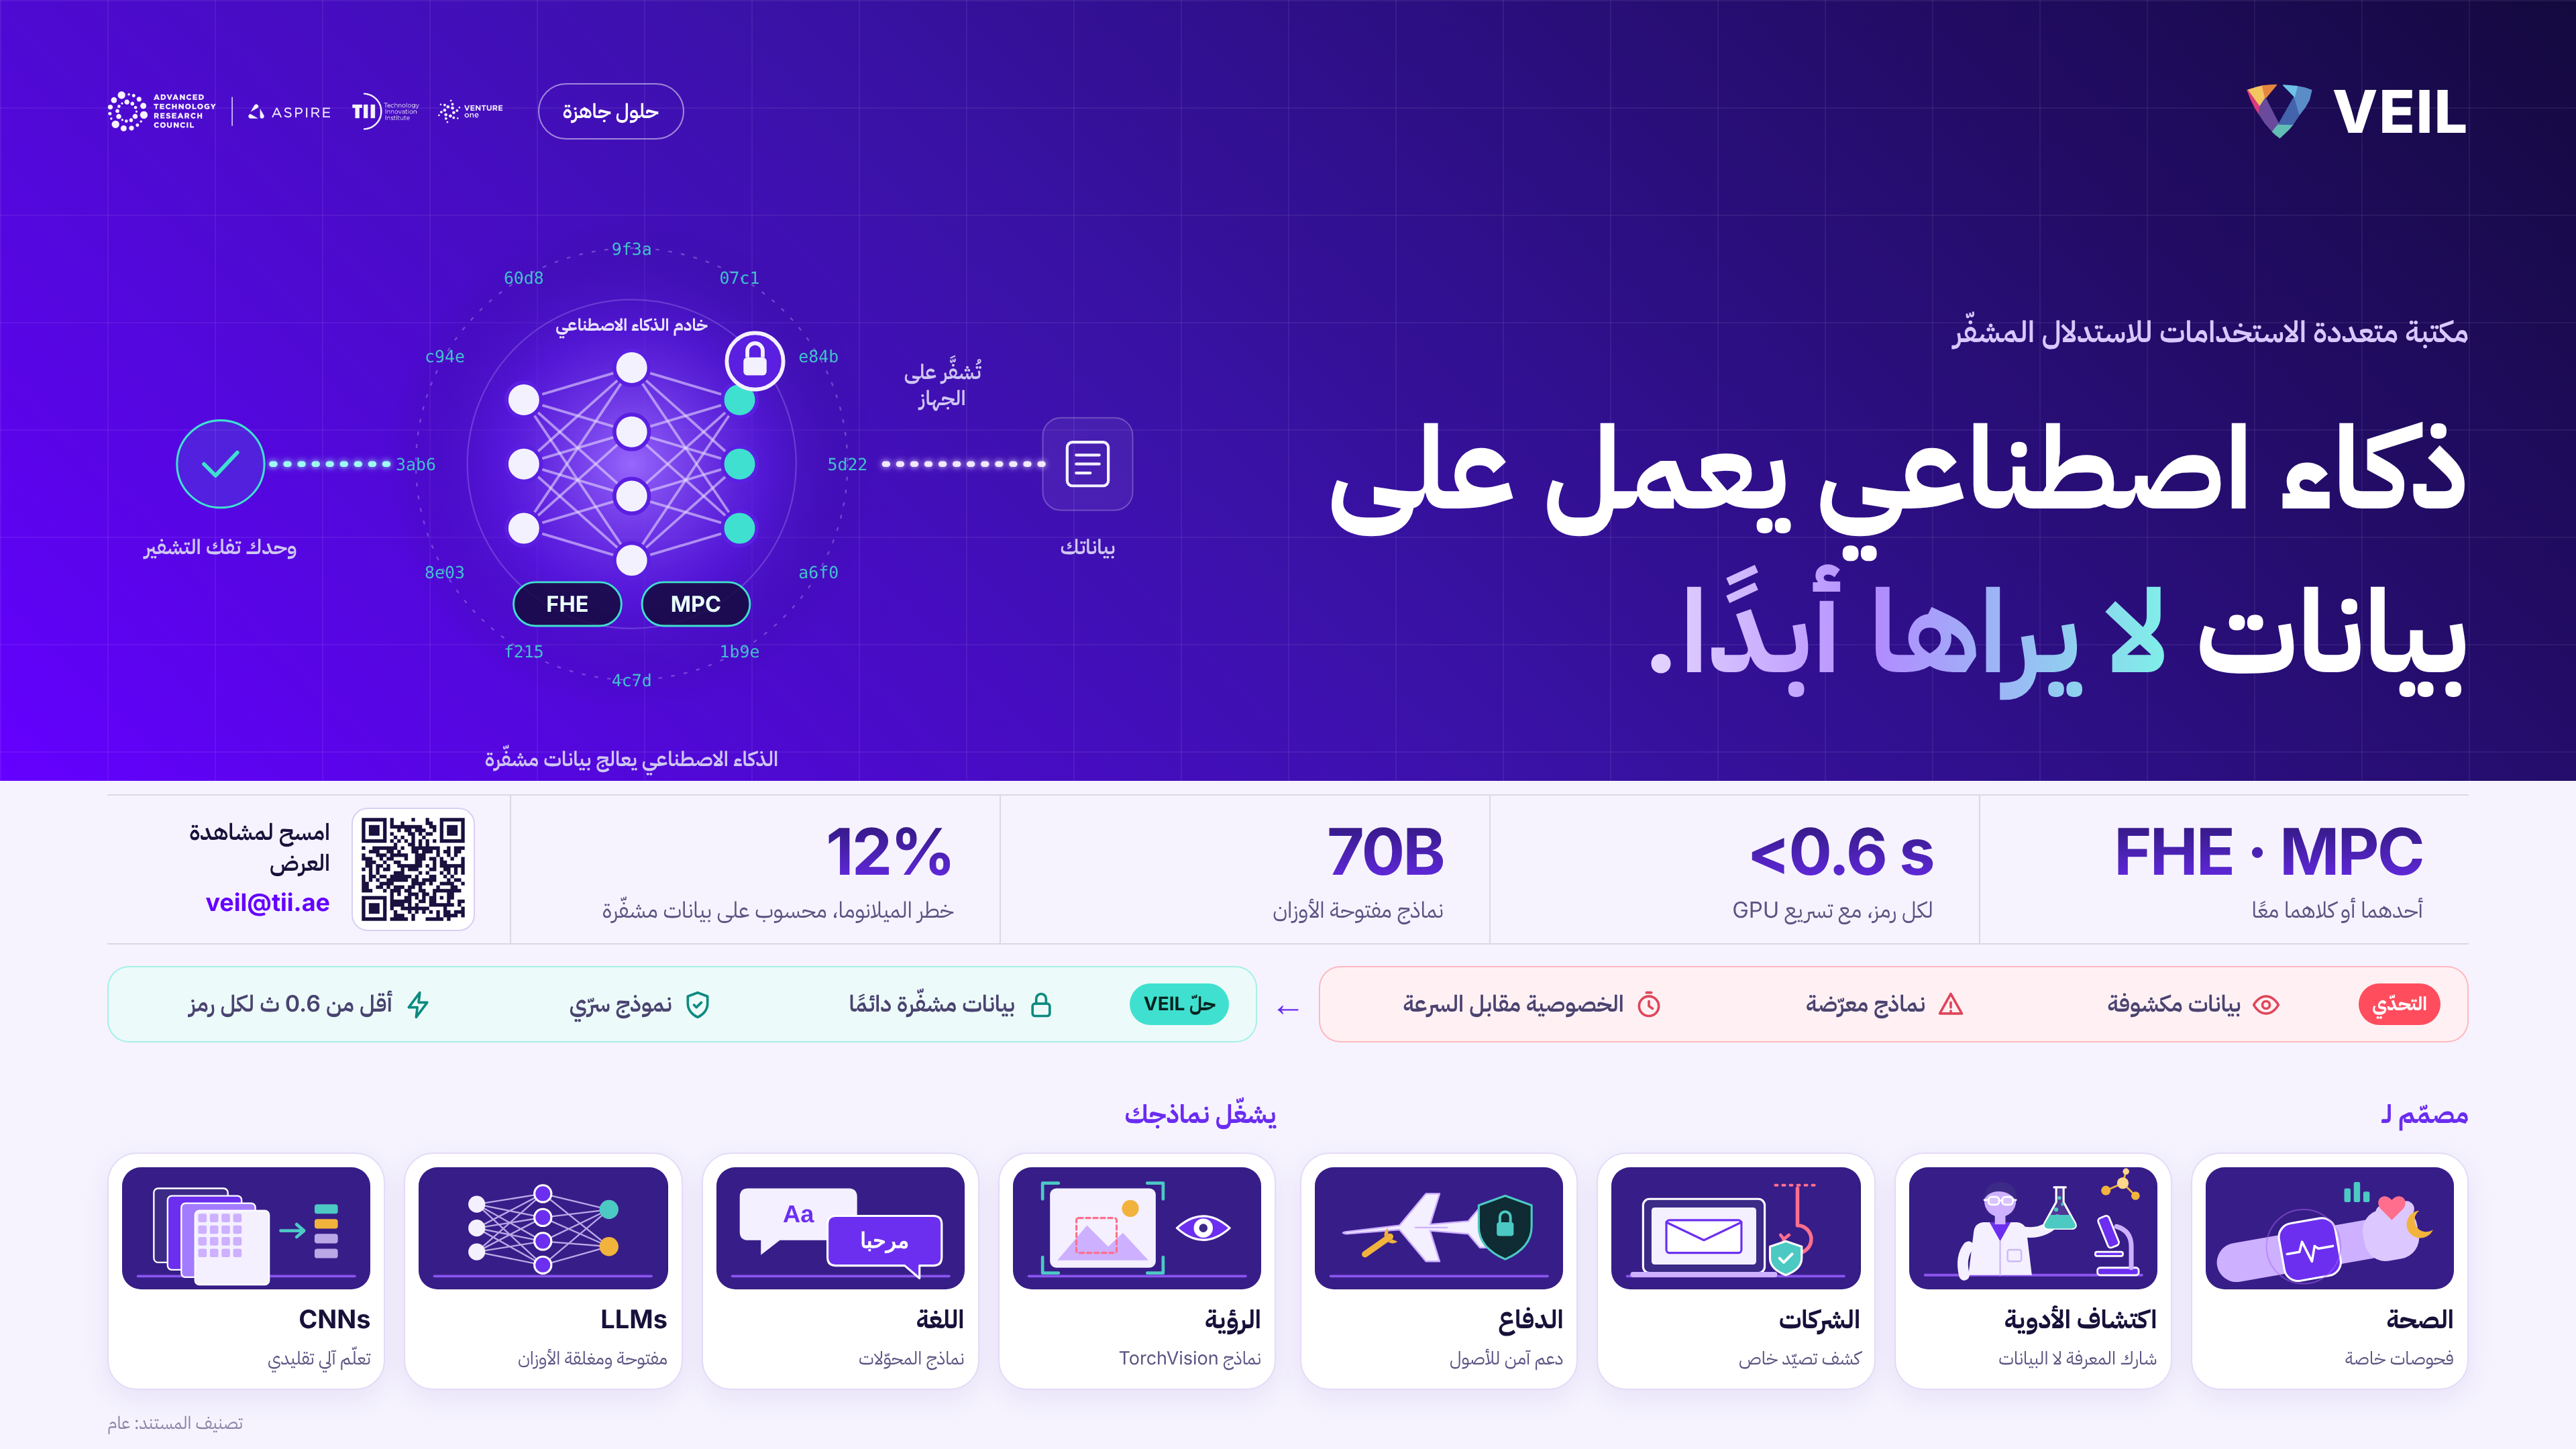 VEIL
حلول جاهزة
ADVANCED
TECHNOLOGY
RESEARCH
COUNCIL
ASPIRE
TII
Technology
Innovation
Institute
VENTURE
one
مكتبة متعددة الاستخدامات للاستدلال المشفّر
ذكاء اصطناعي يعمل على
بيانات لا يراها أبدًا.
9f3a
60d8
07c1
خادم الذكاء الاصطناعي
c94e
e84b
تُشفَّر على
الجهاز
3ab6
5d22
بياناتك
وحدك تفك التشفير
8e03
a6f0
FHE
MPC
f215
1b9e
4c7d
الذكاء الاصطناعي يعالج بيانات مشفّرة
FHE · MPC
أحدهما أو كلاهما معًا
<0.6 s
لكل رمز، مع تسريع GPU
70B
نماذج مفتوحة الأوزان
12%
خطر الميلانوما، محسوب على بيانات مشفّرة
امسح لمشاهدة
العرض
veil@tii.ae
التحدّي
بيانات مكشوفة
نماذج معرّضة
الخصوصية مقابل السرعة
←
حلّ VEIL
بيانات مشفّرة دائمًا
نموذج سرّي
أقل من 0.6 ث لكل رمز
مصمّم لـ
يشغّل نماذجك
الصحة
فحوصات خاصة
اكتشاف الأدوية
شارك المعرفة لا البيانات
الشركات
كشف تصيّد خاص
الدفاع
دعم آمن للأصول
الرؤية
نماذج TorchVision
Aa
مرحبا
اللغة
نماذج المحوّلات
LLMs
مفتوحة ومغلقة الأوزان
CNNs
تعلّم آلي تقليدي
تصنيف المستند: عام